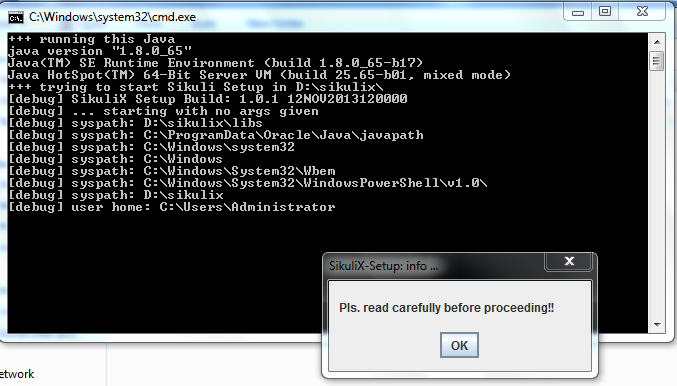 C:\Windows\system32\cmd.exe
+++ running this Java
java version "1.8.0_65"
Java(TM) SE Runtime Environment (build 1.8.0_65-b17)
Java HotSpot(TM) 64-Bit Server VM (build 25.65-b01, mixed mode)
+++ trying to start Sikuli Setup in D:\sikulix\
[debug] SikuliX Setup Build: 1.0.1 12NOV2013120000
[debug] ... starting with no args given
[debug] syspath: D:\sikulix\libs
[debug] syspath: C:\ProgramData\Oracle\Java\javapath
[debug] syspath: C:\Windows\system32
[debug] syspath: C:\Windows
[debug] syspath: C:\Windows\System32\Wbem
[debug] syspath: C:\Windows\System32\WindowsPowerShell\v1.0\
[debug] syspath: D:\sikulix
[debug] user home: C:\Users\Administrator
SikuliX-Setup: info ...
Pls. read carefully before proceeding!!
OK
etwork